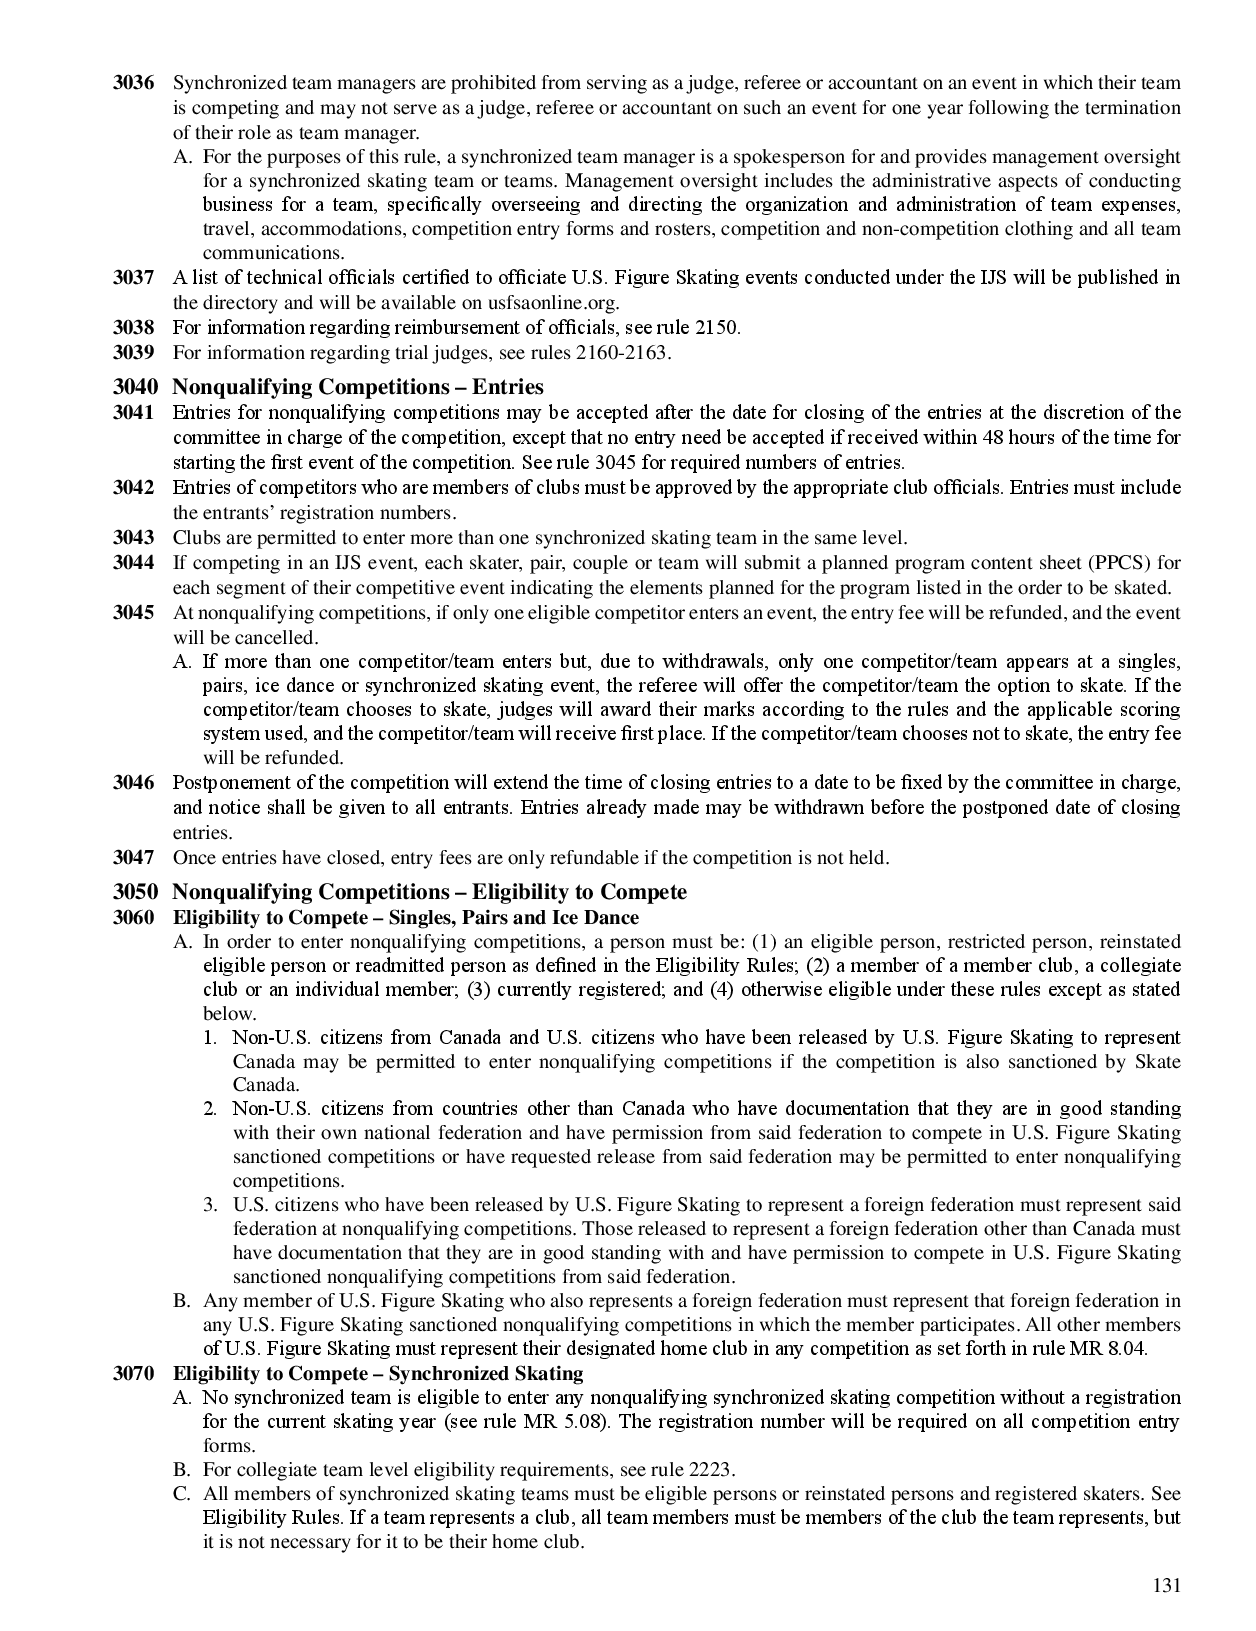 3036 Synchronized team managers are prohibited from serving as a judge, referee or accountant on an event in which their team
is competing and may not serve as a judge, referee or accountant on such an event for one year following the termination
of their role as team manager.
A. For the purposes of this rule, a synchronized team manager is a spokesperson for and provides management oversight
for a synchronized skating team or teams. Management oversight includes the administrative aspects of conducting
business for a team, specifically overseeing and directing the organization and administration of team expenses,
travel, accommodations, competition entry forms and rosters, competition and non-competition clothing and all team
communications.
3037 A list of technical officials certified to officiate U.S. Figure Skating events conducted under the IJS will be published in
the directory and will be available on usfsaonline.org.
3038 For information regarding reimbursement of officials, see rule 2150.
3039 For information regarding trial judges, see rules 2160-2163.
3040 Nonqualifying Competitions – Entries
3041 Entries for nonqualifying competitions may be accepted after the date for closing of the entries at the discretion of the
committee in charge of the competition, except that no entry need be accepted if received within 48 hours of the time for
starting the first event of the competition. See rule 3045 for required numbers of entries.
3042 Entries of competitors who are members of clubs must be approved by the appropriate club officials. Entries must include
the entrants’ registration numbers.
3043 Clubs are permitted to enter more than one synchronized skating team in the same level.
3044 If competing in an IJS event, each skater, pair, couple or team will submit a planned program content sheet (PPCS) for
each segment of their competitive event indicating the elements planned for the program listed in the order to be skated.
3045 At nonqualifying competitions, if only one eligible competitor enters an event, the entry fee will be refunded, and the event
will be cancelled.
A. If more than one competitor/team enters but, due to withdrawals, only one competitor/team appears at a singles,
pairs, ice dance or synchronized skating event, the referee will offer the competitor/team the option to skate. If the
competitor/team chooses to skate, judges will award their marks according to the rules and the applicable scoring
system used, and the competitor/team will receive first place. If the competitor/team chooses not to skate, the entry fee
will be refunded.
3046 Postponement of the competition will extend the time of closing entries to a date to be fixed by the committee in charge,
and notice shall be given to all entrants. Entries already made may be withdrawn before the postponed date of closing
entries.
3047 Once entries have closed, entry fees are only refundable if the competition is not held.
3050 Nonqualifying Competitions – Eligibility to Compete
3060 Eligibility to Compete – Singles, Pairs and Ice Dance
A. In order to enter nonqualifying competitions, a person must be: (1) an eligible person, restricted person, reinstated
eligible person or readmitted person as defined in the Eligibility Rules; (2) a member of a member club, a collegiate
club or an individual member; (3) currently registered; and (4) otherwise eligible under these rules except as stated
below.
1. Non-U.S. citizens from Canada and U.S. citizens who have been released by U.S. Figure Skating to represent
Canada may be permitted to enter nonqualifying competitions if the competition is also sanctioned by Skate
Canada.
2. Non-U.S. citizens from countries other than Canada who have documentation that they are in good standing
with their own national federation and have permission from said federation to compete in U.S. Figure Skating
sanctioned competitions or have requested release from said federation may be permitted to enter nonqualifying
competitions.
3. U.S. citizens who have been released by U.S. Figure Skating to represent a foreign federation must represent said
federation at nonqualifying competitions. Those released to represent a foreign federation other than Canada must
have documentation that they are in good standing with and have permission to compete in U.S. Figure Skating
sanctioned nonqualifying competitions from said federation.
B. Any member of U.S. Figure Skating who also represents a foreign federation must represent that foreign federation in
any U.S. Figure Skating sanctioned nonqualifying competitions in which the member participates. All other members
of U.S. Figure Skating must represent their designated home club in any competition as set forth in rule MR 8.04.
3070 Eligibility to Compete – Synchronized Skating
A. No synchronized team is eligible to enter any nonqualifying synchronized skating competition without a registration
for the current skating year (see rule MR 5.08). The registration number will be required on all competition entry
forms.
B. For collegiate team level eligibility requirements, see rule 2223.
C. All members of synchronized skating teams must be eligible persons or reinstated persons and registered skaters. See
Eligibility Rules. If a team represents a club, all team members must be members of the club the team represents, but
it is not necessary for it to be their home club.
131